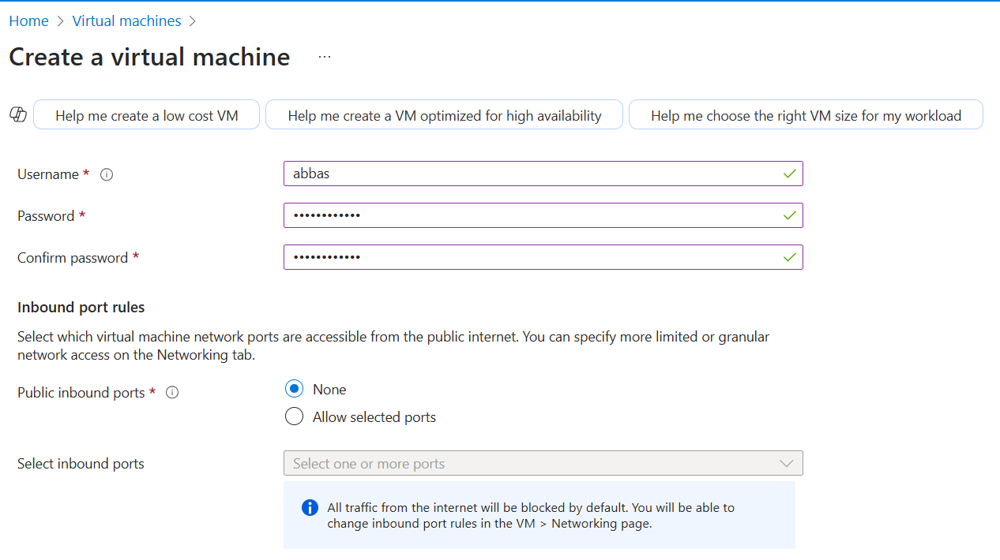 Home > Virtual machines >
Create a virtual machine ...
Help me create a low cost VM Help me create a VM optimized for high availability Help me choose the right VM size for my workload
Username * abbas
Password * ••••••••••••
Confirm password * ••••••••••••
Inbound port rules
Select which virtual machine network ports are accessible from the public internet. You can specify more limited or granular
network access on the Networking tab.
Public inbound ports * None
Allow selected ports
Select inbound ports Select one or more ports
All traffic from the internet will be blocked by default. You will be able to
change inbound port rules in the VM > Networking page.